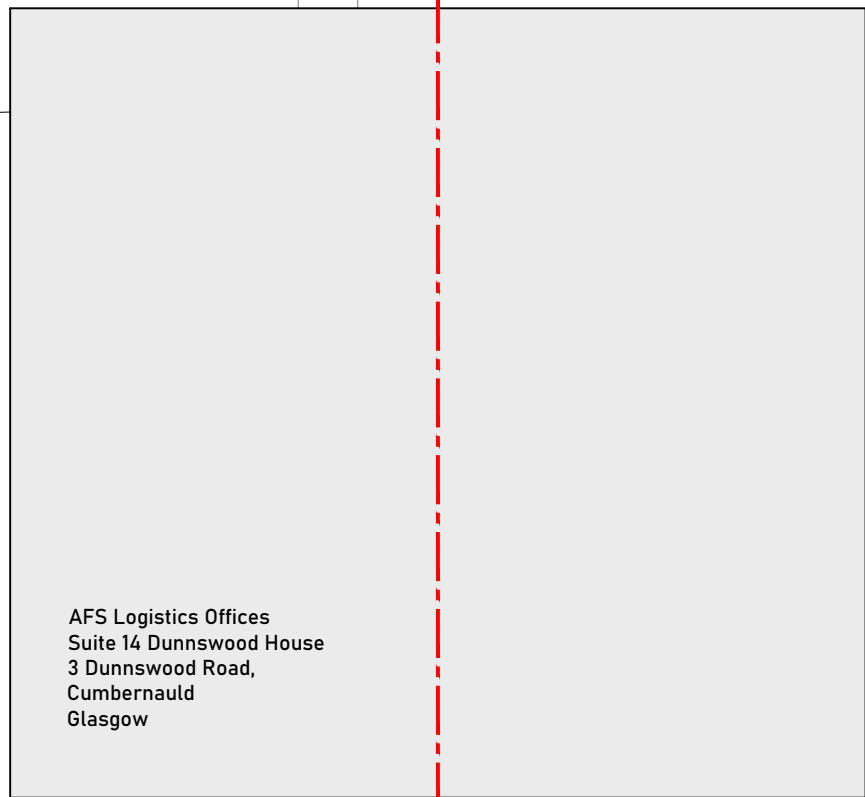 AFS Logistics Offices
Suite 14 Dunnswood House
3 Dunnswood Road,
Cumbernauld
Glasgow